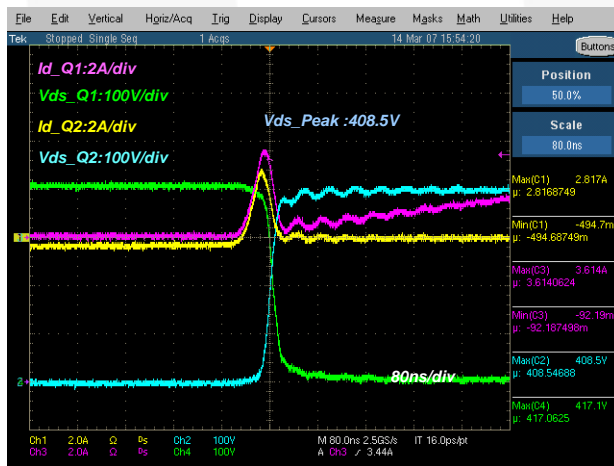 File Edit Vertical Horiz/Acq Trig Display Cursors Measure Masks Math Utilities Help
Tek Stopped Single Seq 1 Acqs 14 Mar 07 15:54:20
Buttons
Id_Q1:2A/div
Vds_Q1:100V/div
Id_Q2:2A/div
Vds_Q2:100V/div
Vds_Peak :408.5V
Position
50.0%
Scale
80.0ns
Max(C1) 2.817A
µ: 2.8168749
Min(C1) -494.7m
µ: -494.68749m
Max(C3) 3.614A
µ: 3.6140624
Min(C3) -92.19m
µ: -92.187498m
Max(C2) 408.5V
µ: 408.54688
Max(C4) 417.1V
µ: 417.0625
1
2
80ns/div
Ch1 2.0A Ω Ds Ch2 100V M 80.0ns 2.5GS/s IT 16.0ps/pt
Ch3 2.0A Ω Ds Ch4 100V A Ch3 ƒ 3.44A